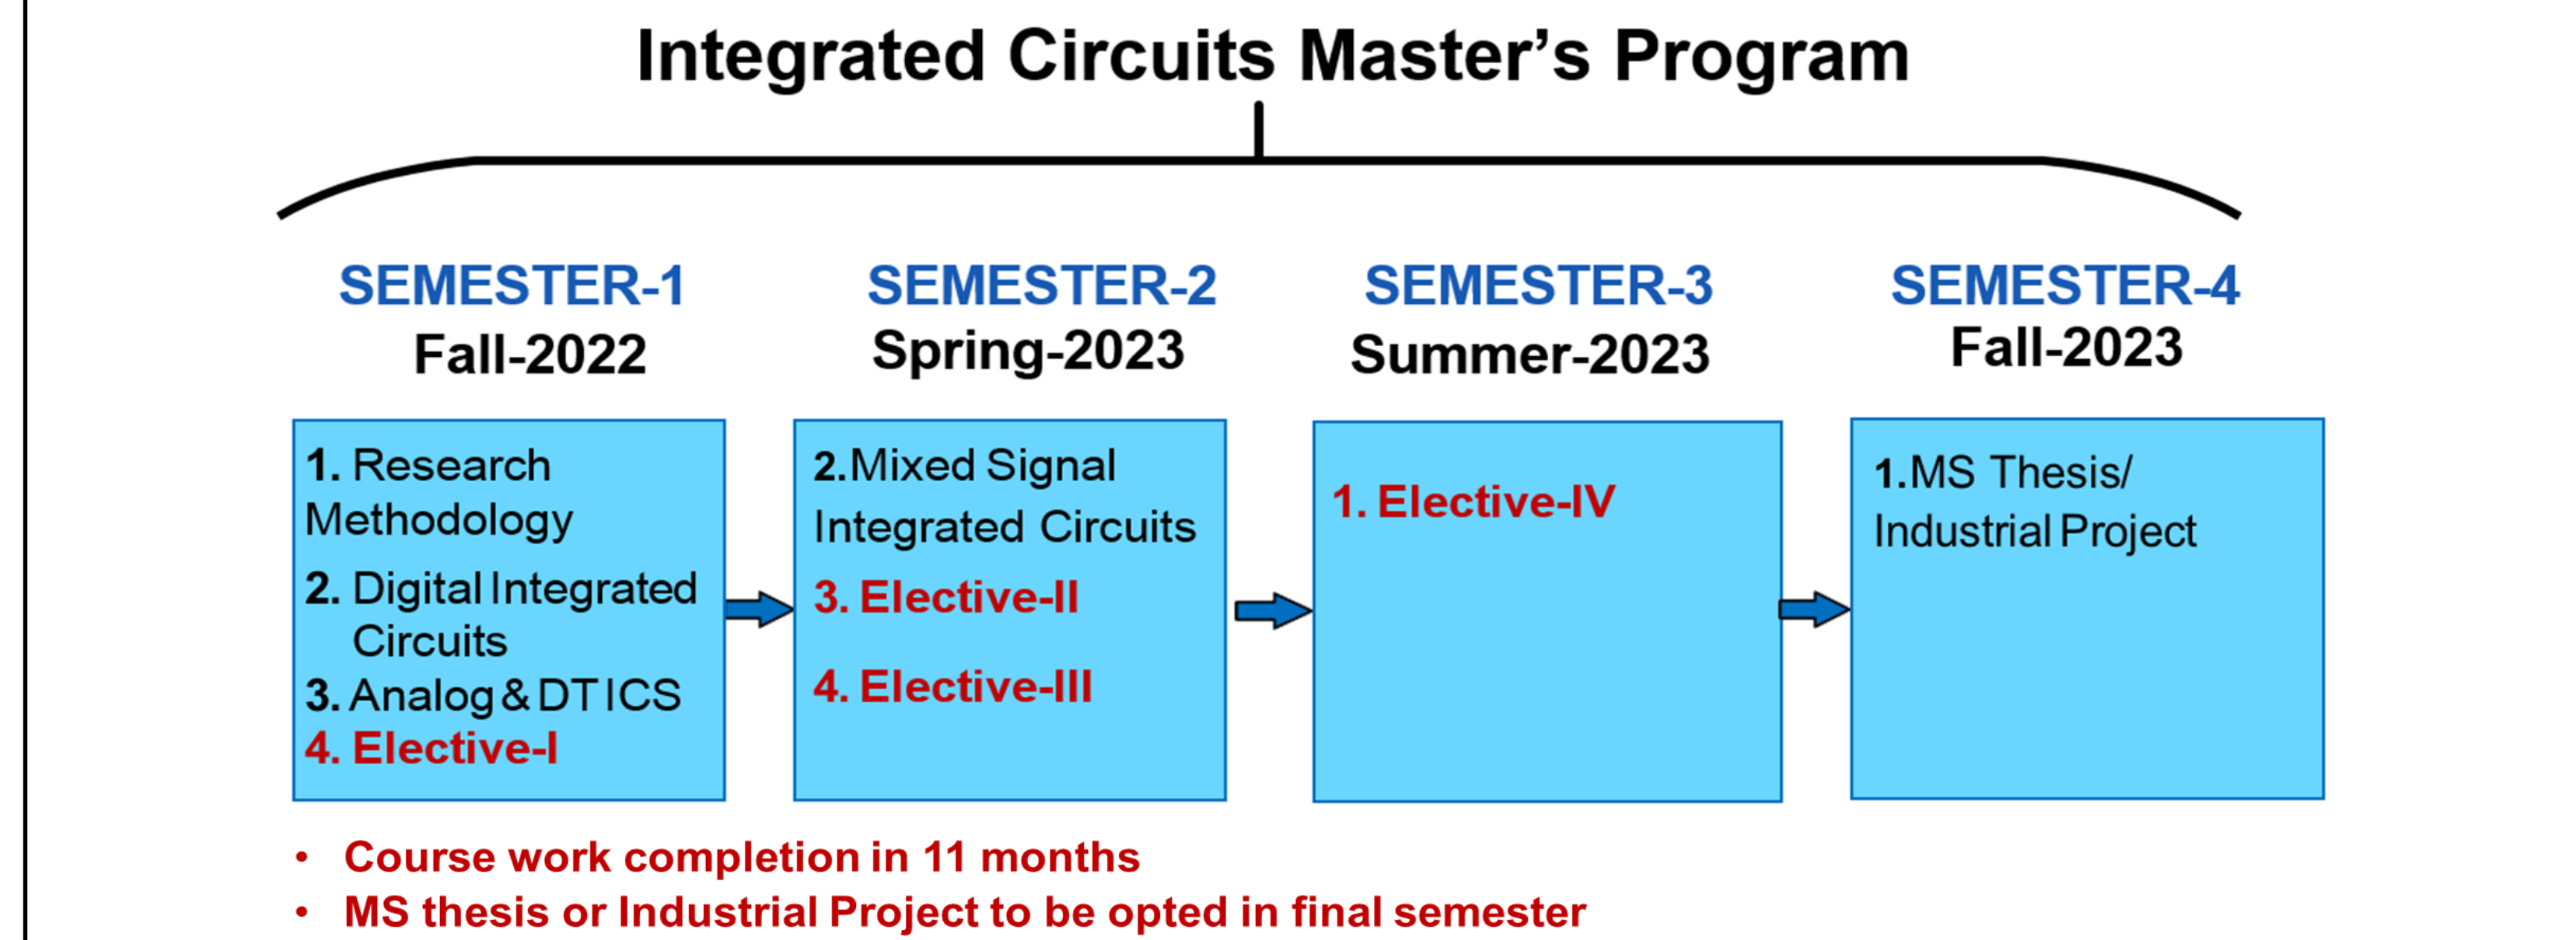 Integrated Circuits Master’s Program
SEMESTER-1
Fall-2022
1. Research
Methodology
2. Digital Integrated
Circuits
3. Analog & DT ICS
4. Elective-I
SEMESTER-2
Spring-2023
2.Mixed Signal
Integrated Circuits
3. Elective-II
4. Elective-III
SEMESTER-3
Summer-2023
1. Elective-IV
SEMESTER-4
Fall-2023
1.MS Thesis/
Industrial Project
• Course work completion in 11 months
• MS thesis or Industrial Project to be opted in final semester